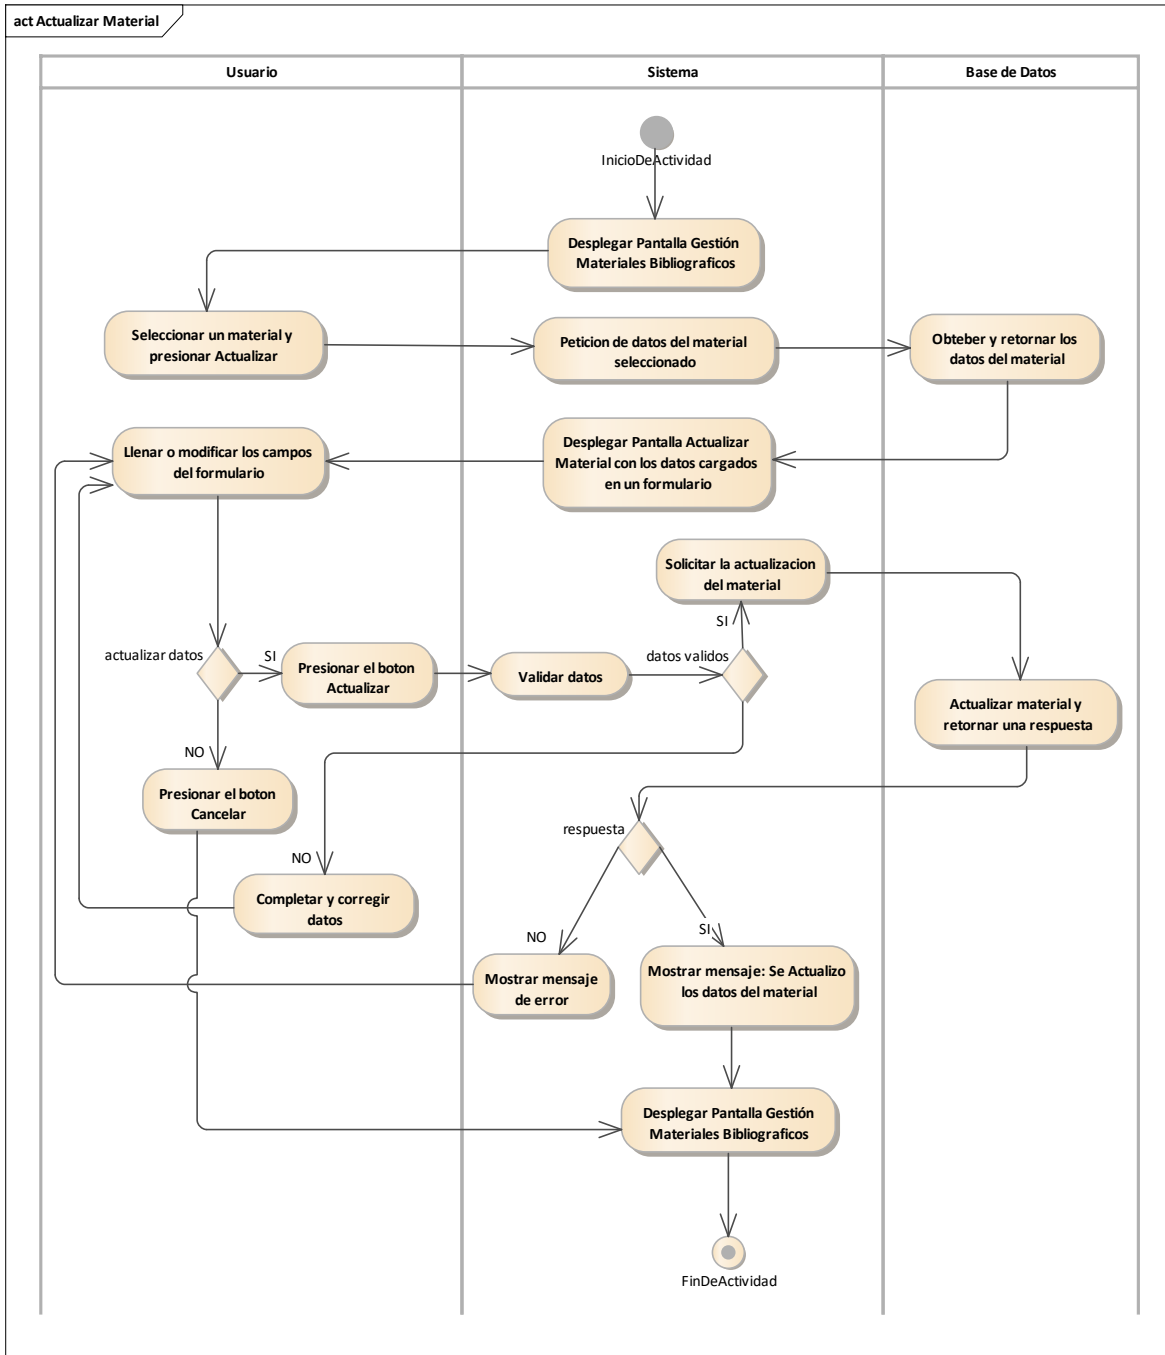 act Actualizar Material
Usuario
Sistema
Base de Datos
InicioDeActividad
Desplegar Pantalla Gestión
Materiales Bibliograficos
Seleccionar un material y
presionar Actualizar
Peticion de datos del material
seleccionado
Obteber y retornar los
datos del material
Llenar o modificar los campos
del formulario
Desplegar Pantalla Actualizar
Material con los datos cargados
en un formulario
Solicitar la actualizacion
del material
SI
actualizar datos
SI
Presionar el boton
Actualizar
Validar datos
datos validos
Actualizar material y
retornar una respuesta
NO
Presionar el boton
Cancelar
respuesta
NO
Completar y corregir
datos
NO
SI
Mostrar mensaje
de error
Mostrar mensaje: Se Actualizo
los datos del material
Desplegar Pantalla Gestión
Materiales Bibliograficos
FinDeActividad